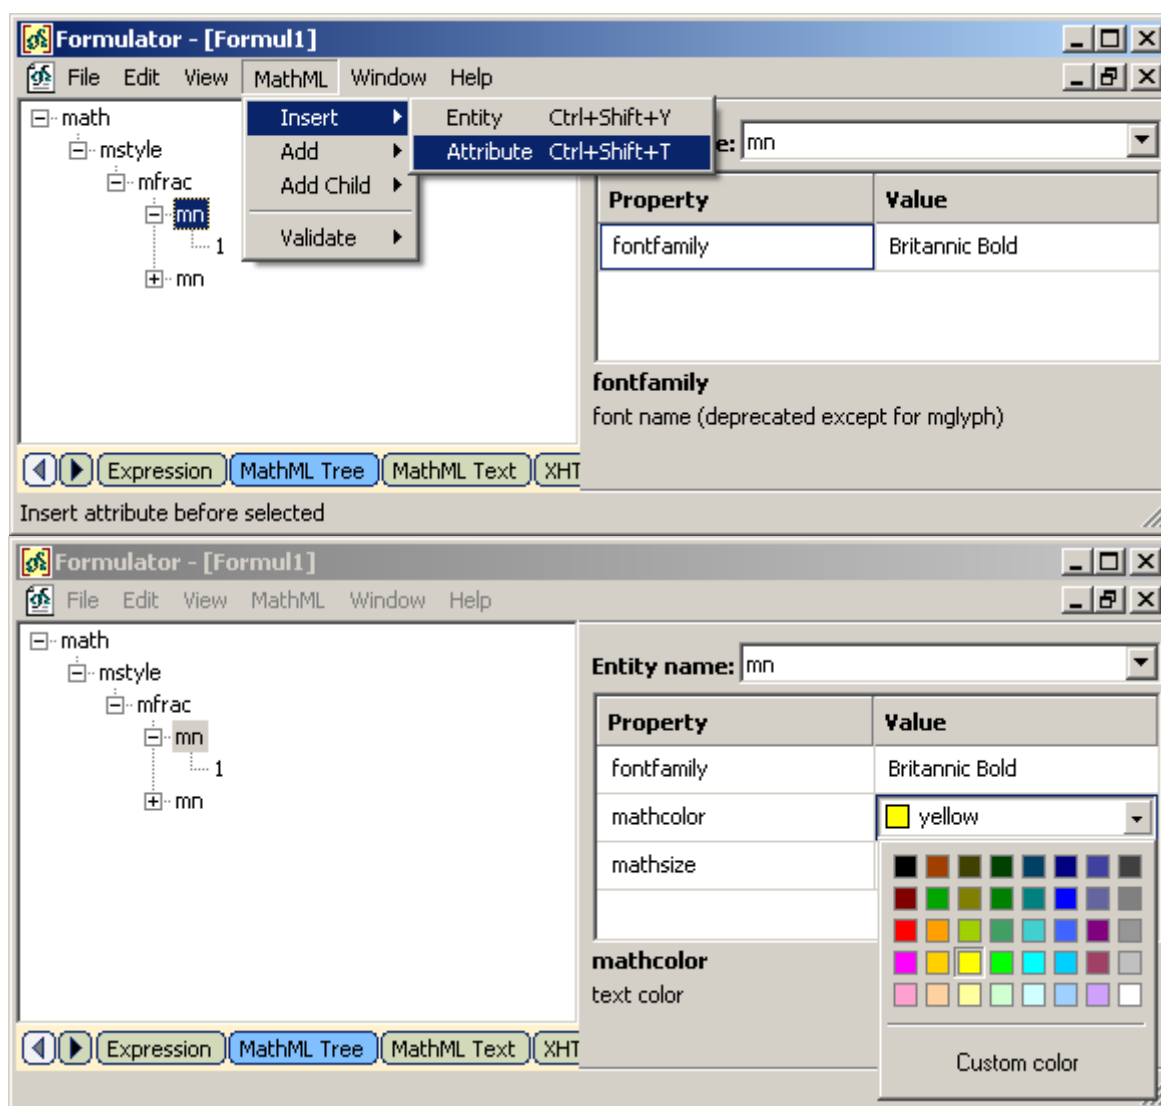 Formulator - [Formul1]
File Edit View MathML Window Help
math
mstyle
mfrac
mn
1
mn
Insert
Add
Add Child
Validate
Entity Ctrl+Shift+Y
Attribute Ctrl+Shift+T
e: mn
Property Value
fontfamily Britannic Bold
fontfamily
font name (deprecated except for mglyph)
Expression MathML Tree MathML Text XHT
Insert attribute before selected
Formulator - [Formul1]
File Edit View MathML Window Help
math
mstyle
mfrac
mn
1
mn
Entity name: mn
Property Value
fontfamily Britannic Bold
mathcolor yellow
mathsize
mathcolor
text color
Custom color
Expression MathML Tree MathML Text XHT